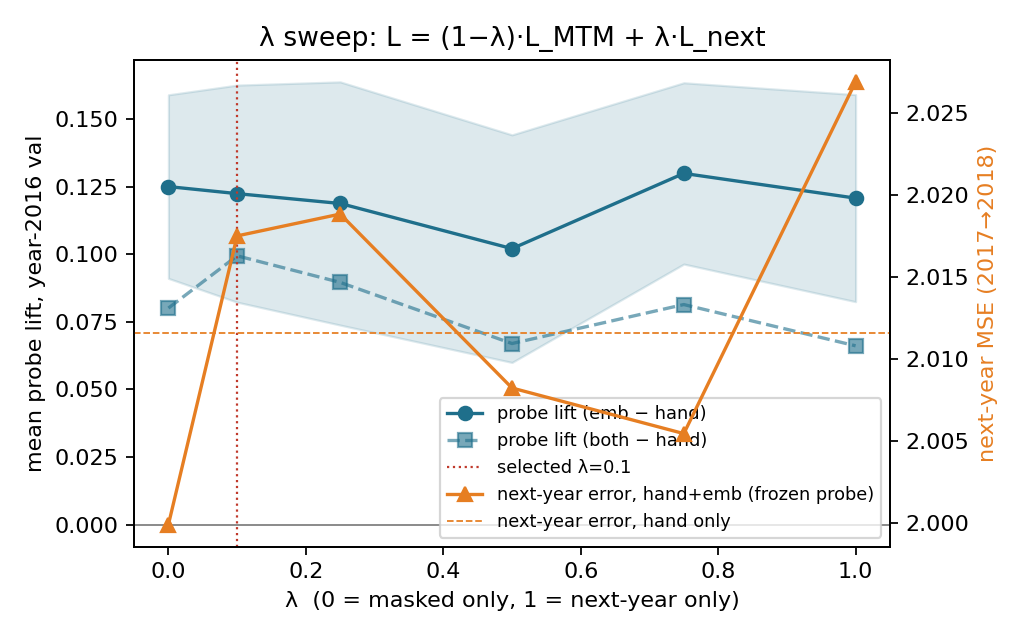 λ sweep: L = (1−λ)·L_MTM + λ·L_next
mean probe lift, year-2016 val
0.150
0.125
0.100
0.075
0.050
0.025
0.000
2.025
2.020
2.015
2.010
2.005
2.000
next-year MSE (2017→2018)
probe lift (emb − hand)
probe lift (both − hand)
selected λ=0.1
next-year error, hand+emb (frozen probe)
next-year error, hand only
0.0 0.2 0.4 0.6 0.8 1.0
λ (0 = masked only, 1 = next-year only)